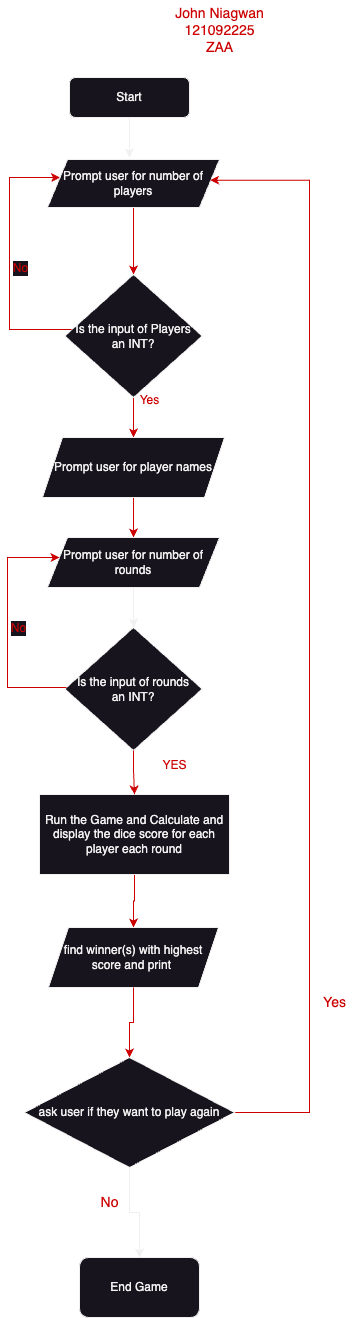 John Niagwan
121092225
ZAA
Start
Prompt user for number of
players
No
Is the input of Players
an INT?
Yes
Prompt user for player names
Prompt user for number of
rounds
No
Is the input of rounds
an INT?
YES
Run the Game and Calculate and
display the dice score for each
player each round
find winner(s) with highest
score and print
Yes
ask user if they want to play again
No
End Game